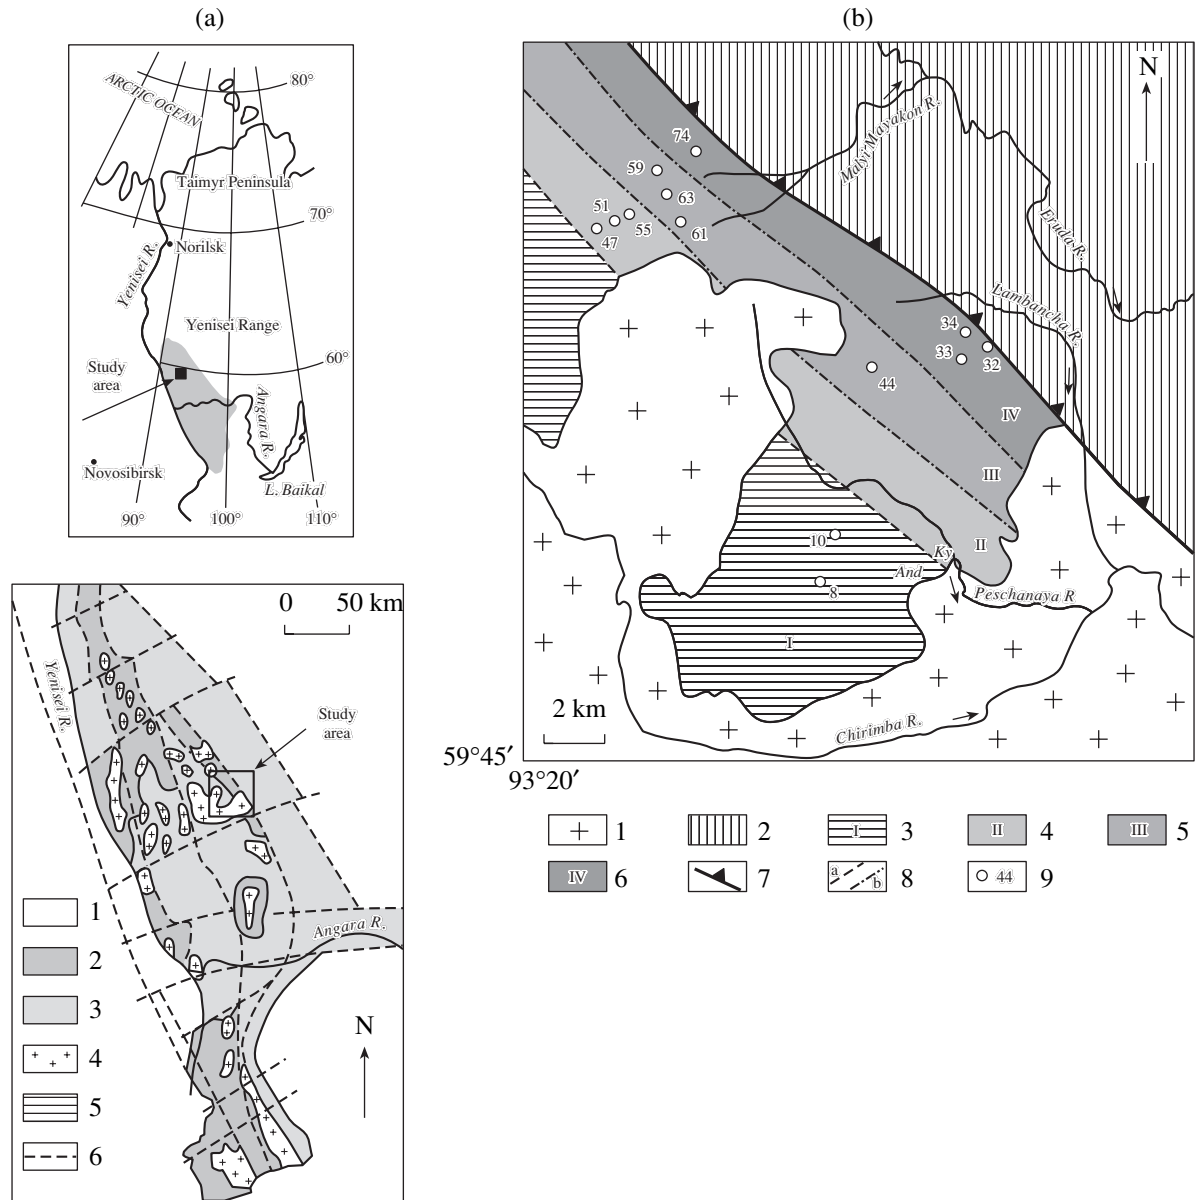 (a)
ARCTIC OCEAN
80°
Taimyr Peninsula
70°
Norilsk
Yenisei R.
Yenisei Range
60°
Study
area
Angara R.
Novosibirsk
L. Baikal
90°
100°
110°
0 50 km
Yenisei R.
Study
area
Angara R.
N
1
2
3
4
5
6
(b)
N
74
59
63
51
55
61
47
Malyi Mayakon R.
Eruda R.
Lambancha R.
34
33
32
44
IV
III
II
10
Ky
And
8
Peschanaya R
I
2 km
Chirimba R.
59°45′
93°20′
1
2
I 3
II 4
III 5
IV 6
7
a b 8
44 9